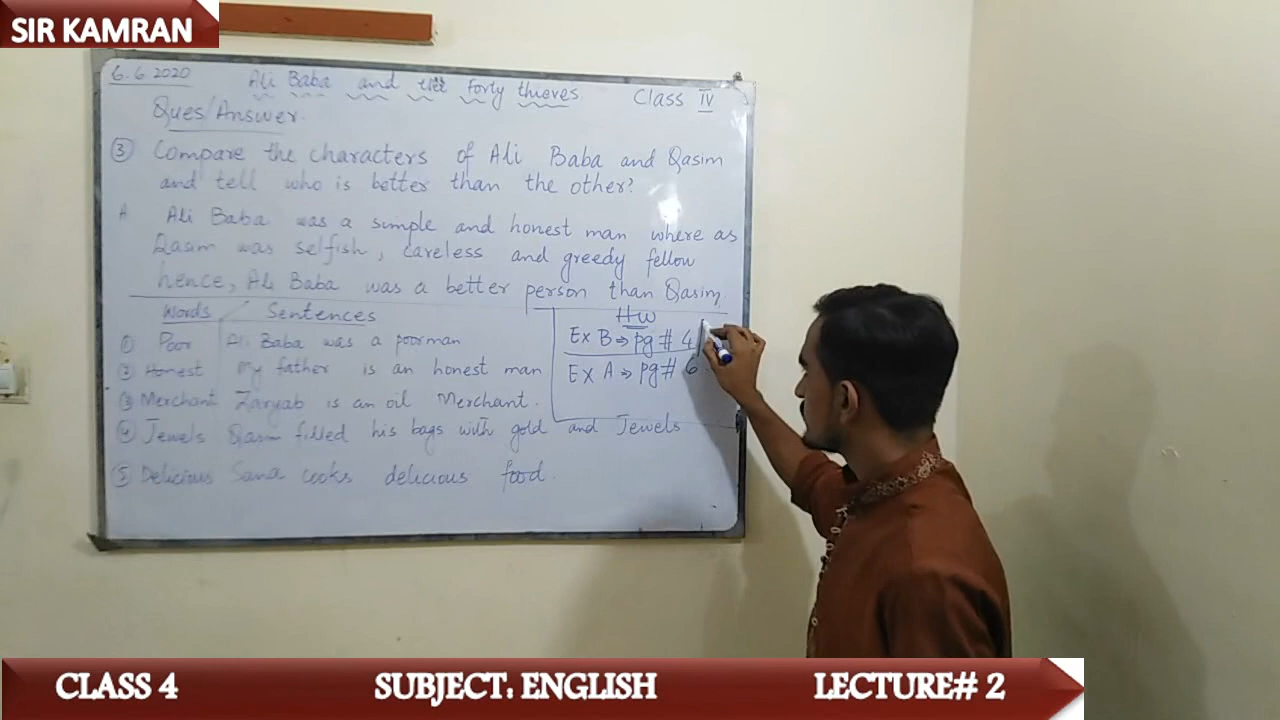 SIR KAMRAN
6.6.2020 Ali Baba and the Forty thieves Class IV
Ques/Answer.
③ Compare the characters of Ali Baba and Qasim
and tell who is better than the other?
A Ali Baba was a simple and honest man where as
Qasim was selfish, careless and greedy fellow
hence, Ali Baba was a better person than Qasim.
Words Sentences
① Poor Ali Baba was a poor man
② Honest My father is an honest man
③ Merchant Zaryab is an oil Merchant.
④ Jewels Qasim filled his bags with gold and Jewels
⑤ Delicious Sana cooks delicious food.
HW
Ex B ⇒ pg # 4
Ex A ⇒ pg # 6
CLASS 4 SUBJECT: ENGLISH LECTURE# 2